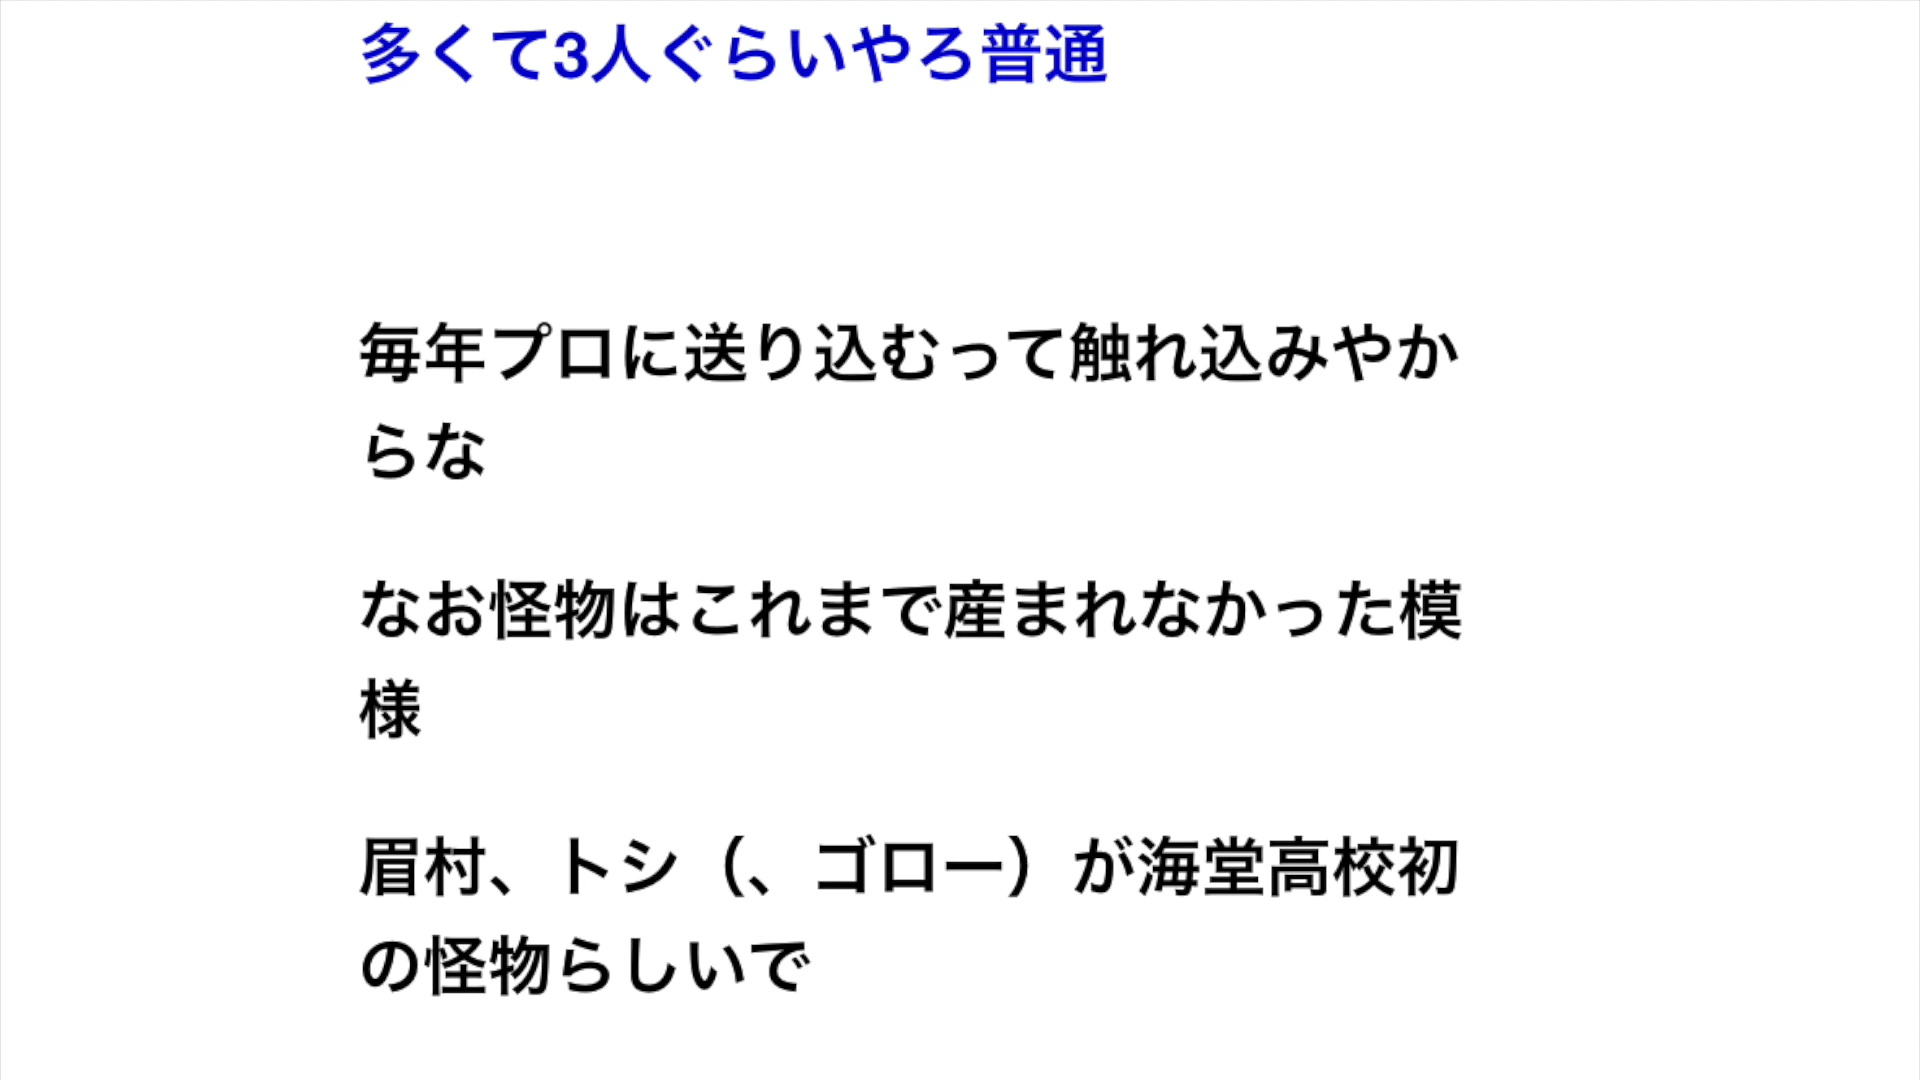 多くて3人ぐらいやろ普通
毎年プロに送り込むって触れ込みやか
らな
なお怪物はこれまで産まれなかった模
様
眉村、トシ（、ゴロー）が海堂高校初
の怪物らしいで